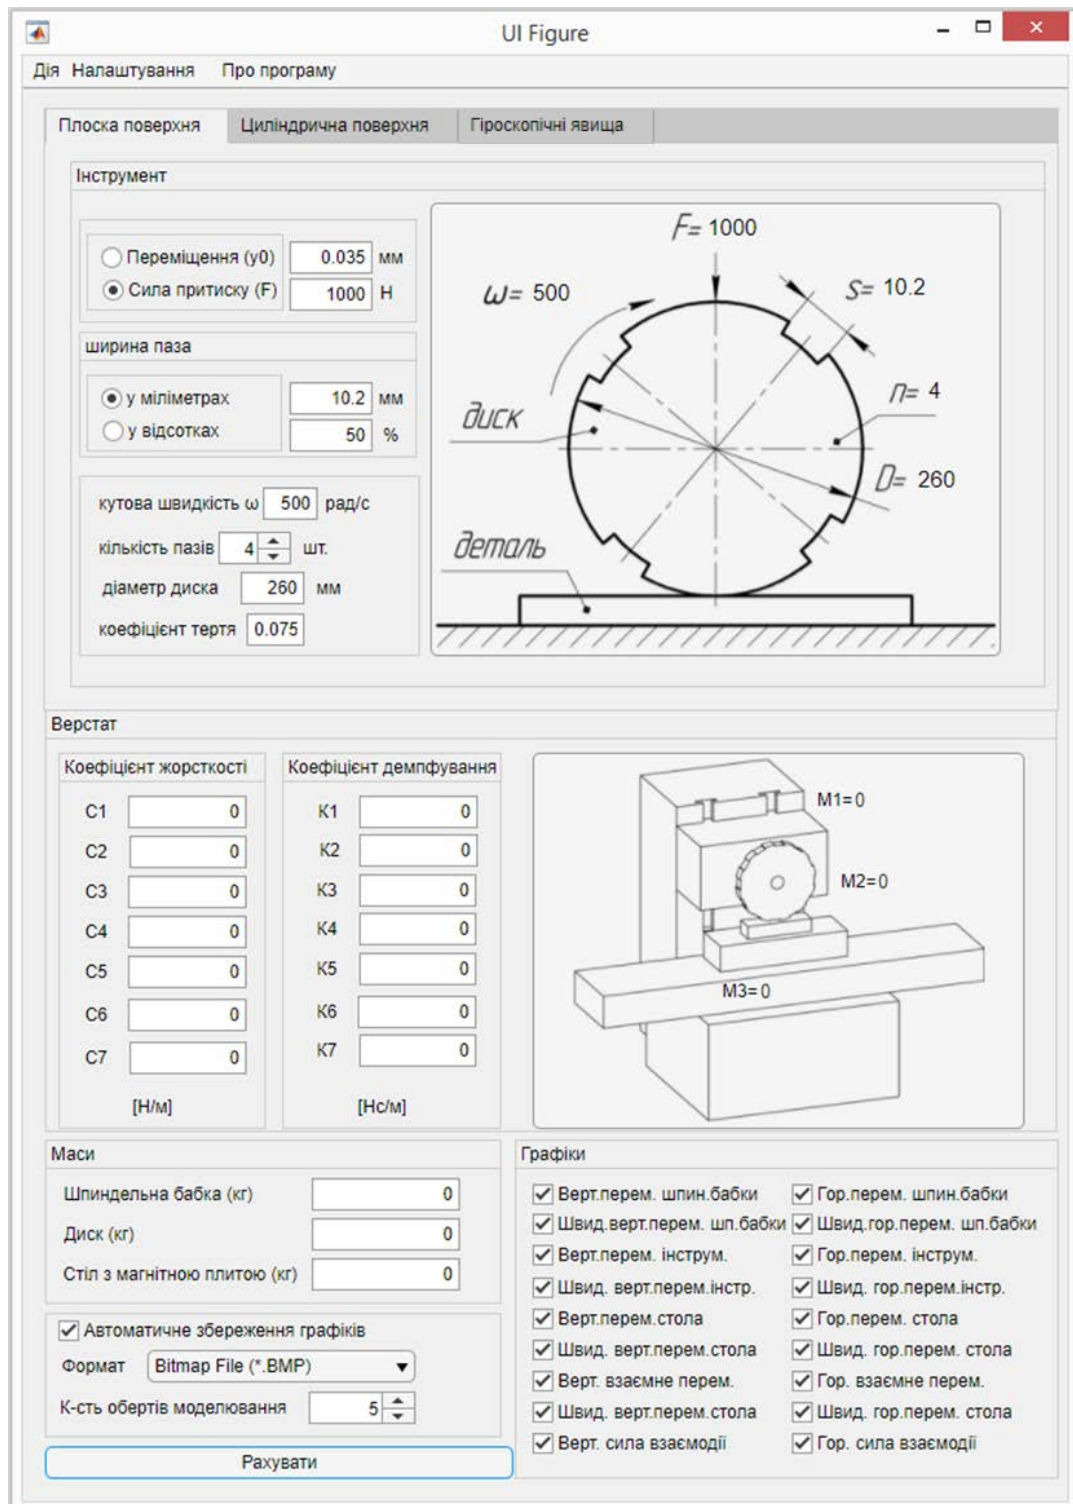 UI Figure
Дія Налаштування Про програму
Плоска поверхня Циліндрична поверхня Гіроскопічні явища
Інструмент
Переміщення (y0) 0.035 мм
Сила притиску (F) 1000 Н
ширина паза
у міліметрах 10.2 мм
у відсотках 50 %
кутова швидкість ω 500 рад/с
кількість пазів 4 шт.
діаметр диска 260 мм
коефіцієнт тертя 0.075
F= 1000
ω= 500
S= 10.2
n= 4
диск
D= 260
деталь
Верстат
Коефіцієнт жорсткості
C1 0
C2 0
C3 0
C4 0
C5 0
C6 0
C7 0
[Н/м]
Коефіцієнт демпфування
К1 0
К2 0
К3 0
К4 0
К5 0
К6 0
К7 0
[Нс/м]
M1=0
M2=0
M3=0
Маси
Шпиндельна бабка (кг) 0
Диск (кг) 0
Стіл з магнітною плитою (кг) 0
Автоматичне збереження графіків
Формат Bitmap File (*.BMP)
К-сть обертів моделювання 5
Рахувати
Графіки
Верт.перем. шпин.бабки Гор.перем. шпин.бабки
Швид.верт.перем. шп.бабки Швид.гор.перем. шп.бабки
Верт.перем. інструм. Гор.перем. інструм.
Швид. верт.перем.інстр. Швид. гор.перем.інстр.
Верт.перем.стола Гор.перем. стола
Швид. верт.перем.стола Швид. гор.перем. стола
Верт. взаємне перем. Гор. взаємне перем.
Швид. верт.перем.стола Швид. гор.перем. стола
Верт. сила взаємодії Гор. сила взаємодії